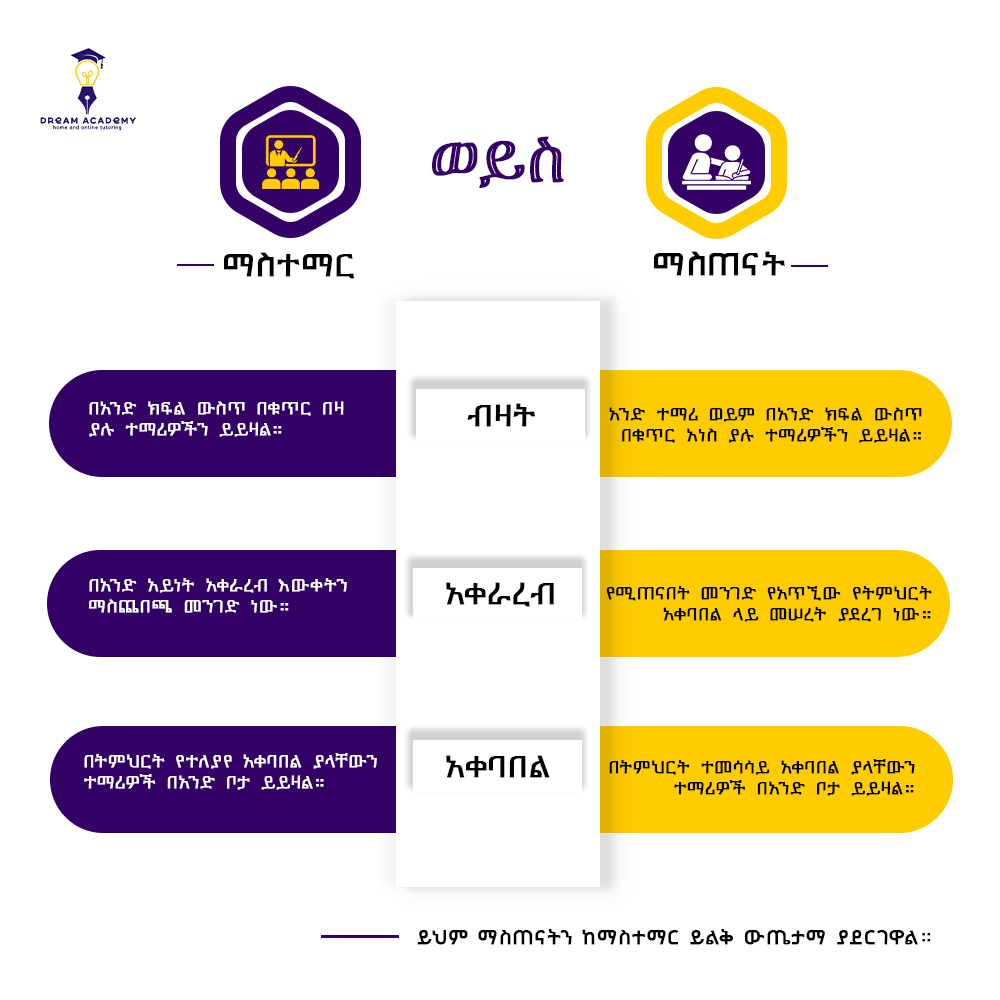 DREAM ACADEMY
home and online tutoring
ወይስ
ማስተማር
ማስጠናት
ብዛት
በአንድ ክፍል ውስጥ በቁጥር በዛ
ያሉ ተማሪዎችን ይይዛል።
አንድ ተማሪ ወይም በአንድ ክፍል ውስጥ
በቁጥር አነስ ያሉ ተማሪዎችን ይይዛል።
አቀራረብ
በአንድ አይነት አቀራረብ እውቀትን
ማስጨበጫ መንገድ ነው።
የሚጠናበት መንገድ የአጥኚው የትምህርት
አቀባበል ላይ መሠረት ያደረገ ነው።
አቀባበል
በትምህርት የተለያየ አቀባበል ያላቸውን
ተማሪዎች በአንድ ቦታ ይይዛል።
በትምህርት ተመሳሳይ አቀባበል ያላቸውን
ተማሪዎች በአንድ ቦታ ይይዛል።
ይህም ማስጠናትን ከማስተማር ይልቅ ውጤታማ ያደርገዋል።